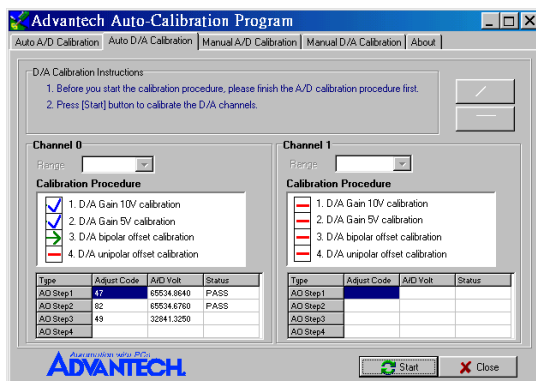 Advantech Auto-Calibration Program
Auto A/D Calibration Auto D/A Calibration Manual A/D Calibration Manual D/A Calibration About
D/A Calibration Instructions
1. Before you start the calibration procedure, please finish the A/D calibration procedure first.
2. Press [Start] button to calibrate the D/A channels.
Channel 0
Range
Calibration Procedure
1. D/A Gain 10V calibration
2. D/A Gain 5V calibration
3. D/A bipolar offset calibration
4. D/A unipolar offset calibration
Type Adjust Code A/D Volt Status
AO Step1 47 65534.8640 PASS
AO Step2 82 65534.6760 PASS
AO Step3 49 32841.3250
AO Step4
Channel 1
Range
Calibration Procedure
1. D/A Gain 10V calibration
2. D/A Gain 5V calibration
3. D/A bipolar offset calibration
4. D/A unipolar offset calibration
Type Adjust Code A/D Volt Status
AO Step1
AO Step2
AO Step3
AO Step4
Automation with PCs
ADVANTECH.
Start
Close